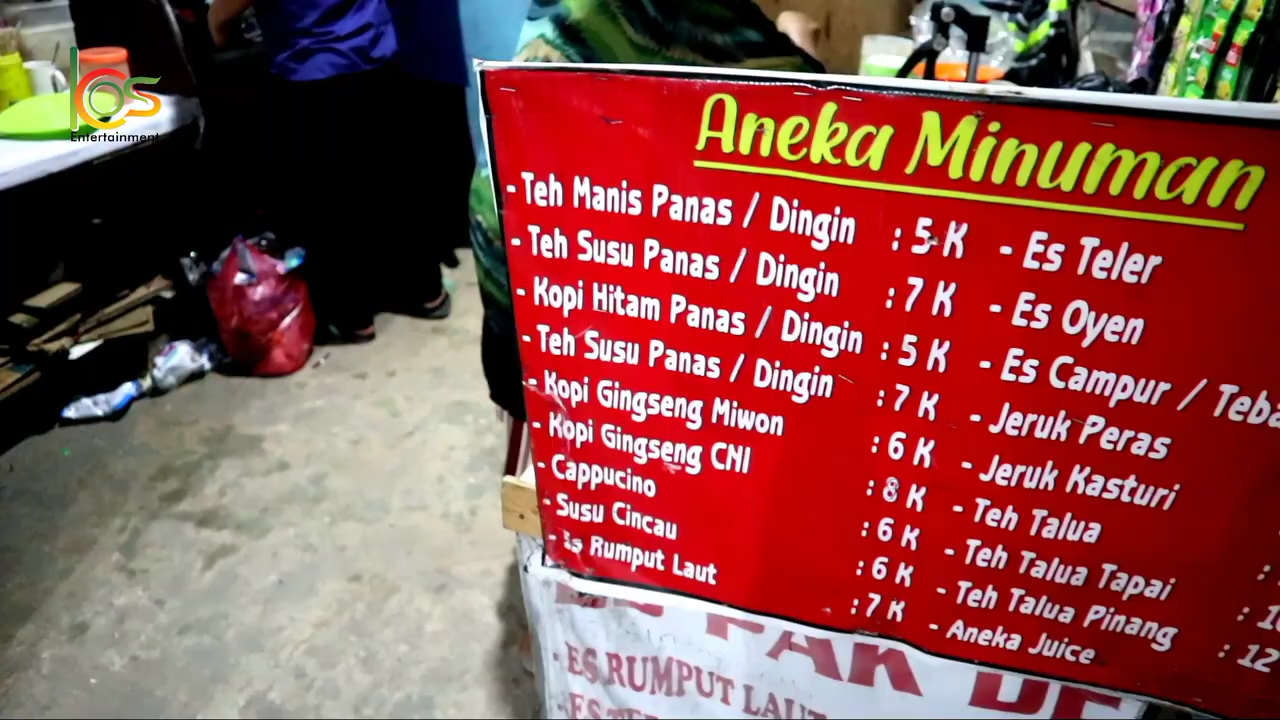 Kos
Entertainment
Aneka Minuman
- Teh Manis Panas / Dingin : 5 K
- Teh Susu Panas / Dingin : 7 K
- Kopi Hitam Panas / Dingin : 5 K
- Teh Susu Panas / Dingin : 7 K
- Kopi Gingseng Miwon : 6 K
- Kopi Gingseng CNI : 8 K
- Cappucino : 6 K
- Susu Cincau : 6 K
- Es Rumput Laut : 7 K
- Es Teler
- Es Oyen
- Es Campur / Teba
- Jeruk Peras
- Jeruk Kasturi
- Teh Talua
- Teh Talua Tapai :
- Teh Talua Pinang : 1
- Aneka Juice : 12
PAK
- ES RUMPUT LAUT